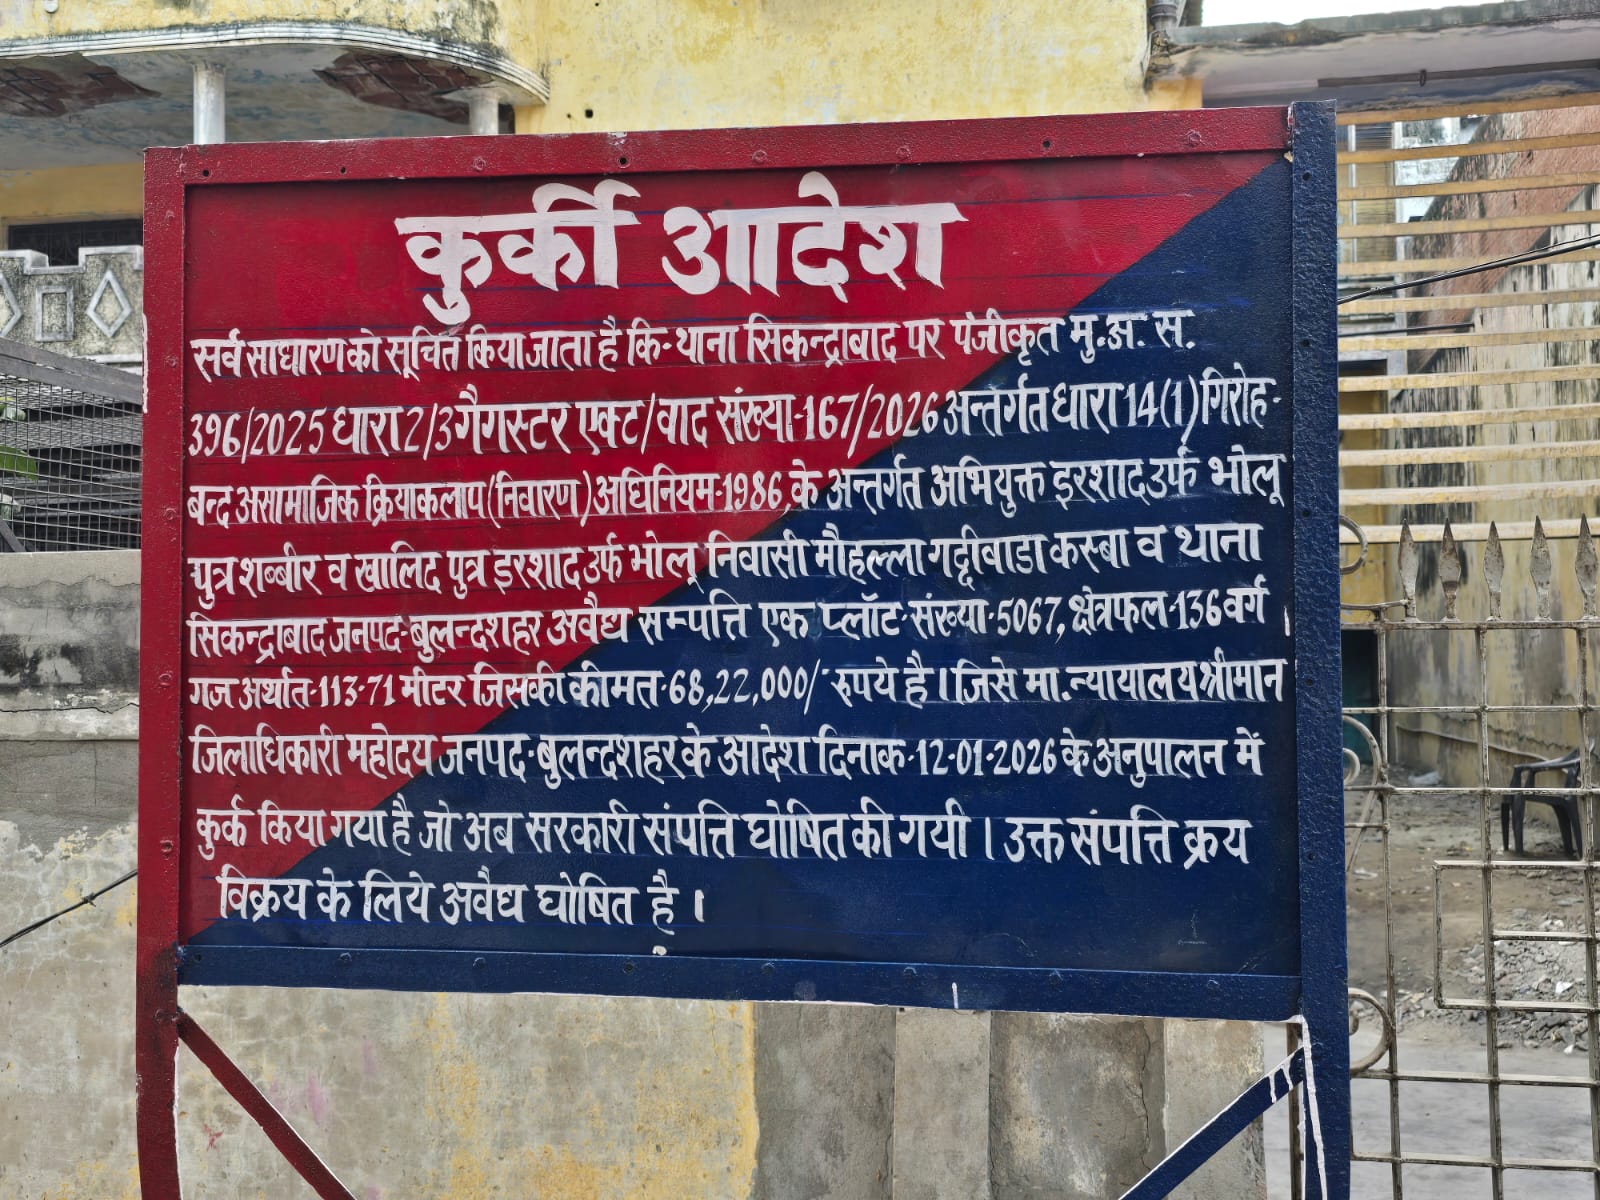 कुर्की आदेश
सर्व साधारण को सूचित किया जाता है कि- थाना सिकन्द्राबाद पर पंजीकृत मु.अ. स.
396/2025 धारा 2/3 गैगस्टर एक्ट/वाद संख्या-167/2026 अन्तर्गत धारा 14(1) गिरोह-
बन्द असामाजिक क्रियाकलाप(निवारण) अधिनियम-1986, के अन्तर्गत अभियुक्त इरशाद उर्फ भोलू
पुत्र शब्बीर व खालिद पुत्र इरशाद उर्फ भोलू निवासी मौहल्ला गद्दीवाडा कस्बा व थाना
सिकन्द्राबाद जनपद-बुलन्दशहर अवैद्य सम्पत्ति एक प्लॉट-संख्या-5067, क्षेत्रफल-136 वर्ग
गज अर्थात-113-71 मीटर जिसकी कीमत-68,22,000/- रुपये है। जिसे मा. न्यायालय श्रीमान
जिलाधिकारी महोदय जनपद-बुलन्दशहर के आदेश दिनाक-12-01-2026 के अनुपालन में
कुर्क किया गया है जो अब सरकारी संपत्ति घोषित की गयी । उक्त संपत्ति क्रय
विक्रय के लिये अवैद्य घोषित है ।